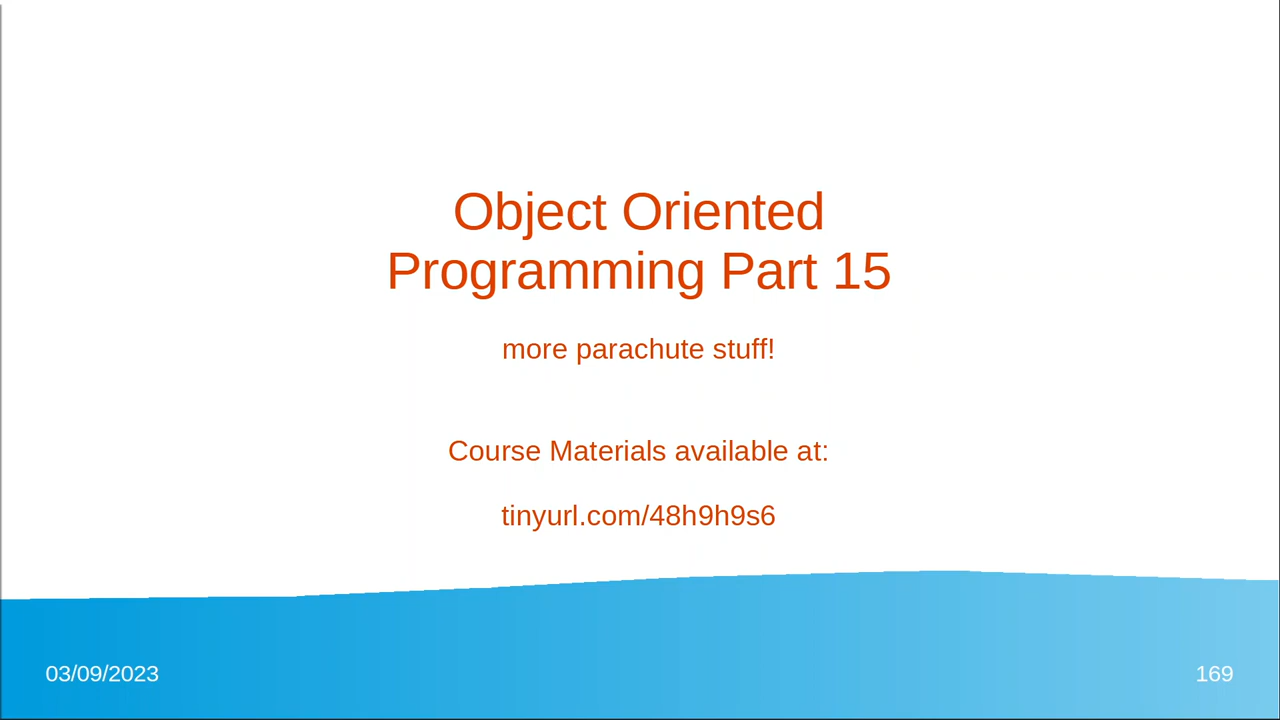 Object Oriented
Programming Part 15
more parachute stuff!
Course Materials available at:
tinyurl.com/48h9h9s6
03/09/2023
169